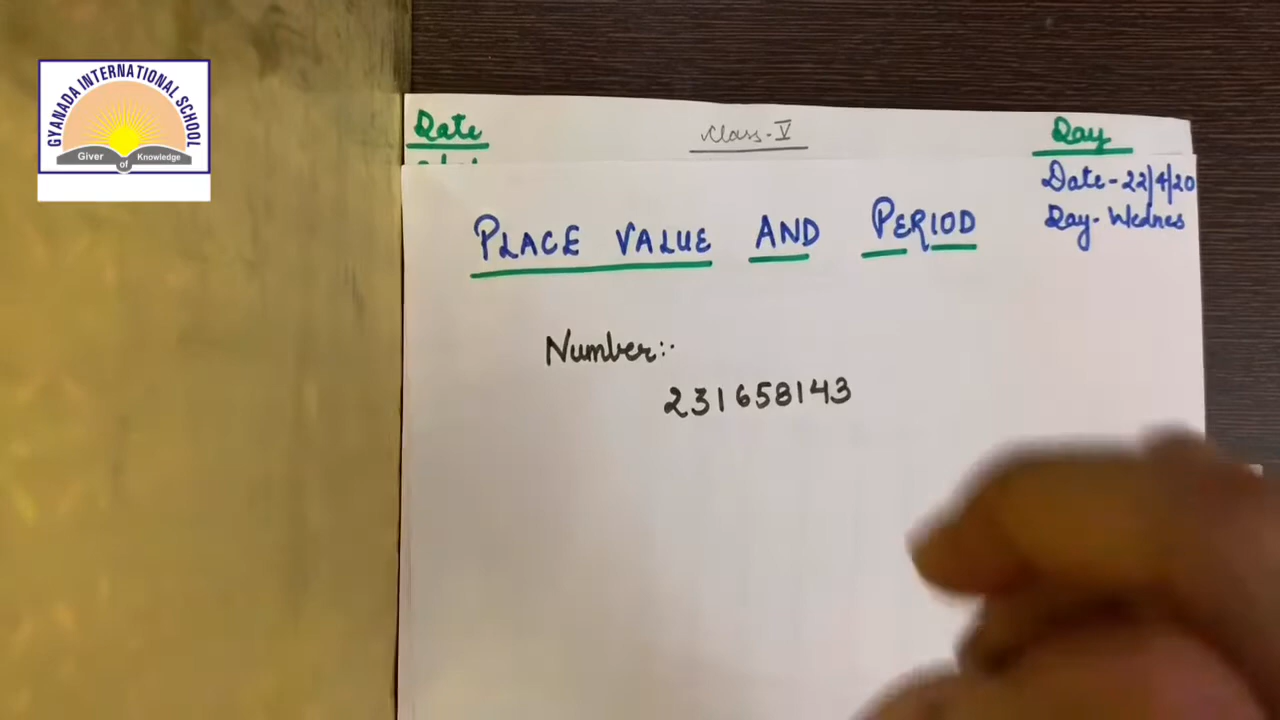 GYANADA INTERNATIONAL SCHOOL
Giver of Knowledge
Date
Class-V
Day
Date-22/4/20
Day-Wednes
PLACE VALUE AND PERIOD
Number:-
231658143